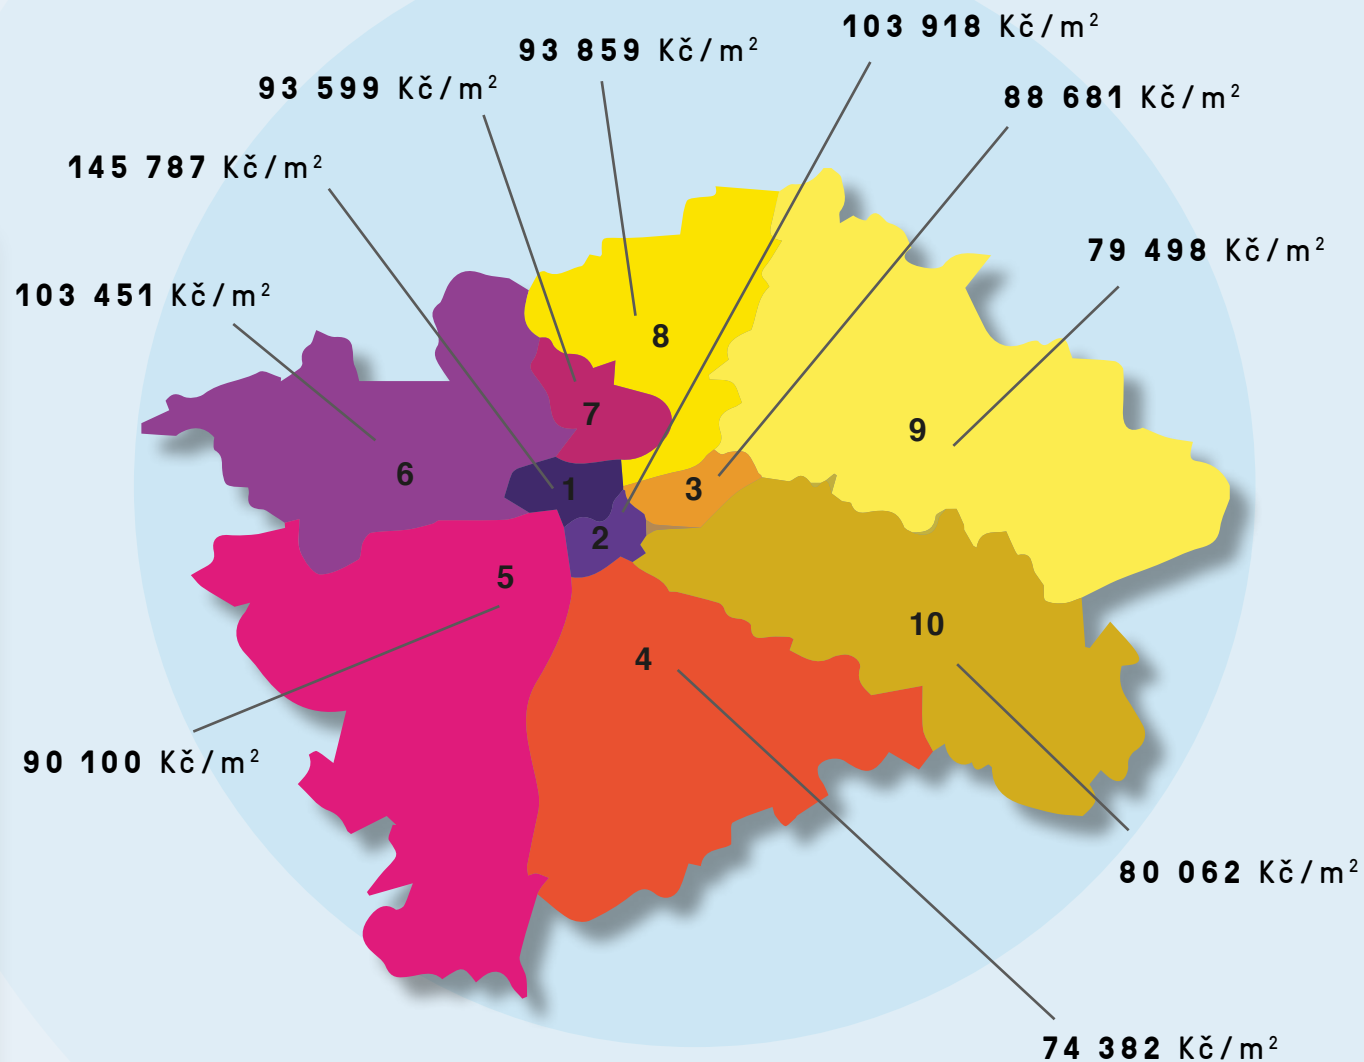 103 918 Kč/m²
93 859 Kč/m²
93 599 Kč/m²
88 681 Kč/m²
145 787 Kč/m²
79 498 Kč/m²
103 451 Kč/m²
8
7
9
6
1
3
2
5
10
4
90 100 Kč/m²
80 062 Kč/m²
74 382 Kč/m²